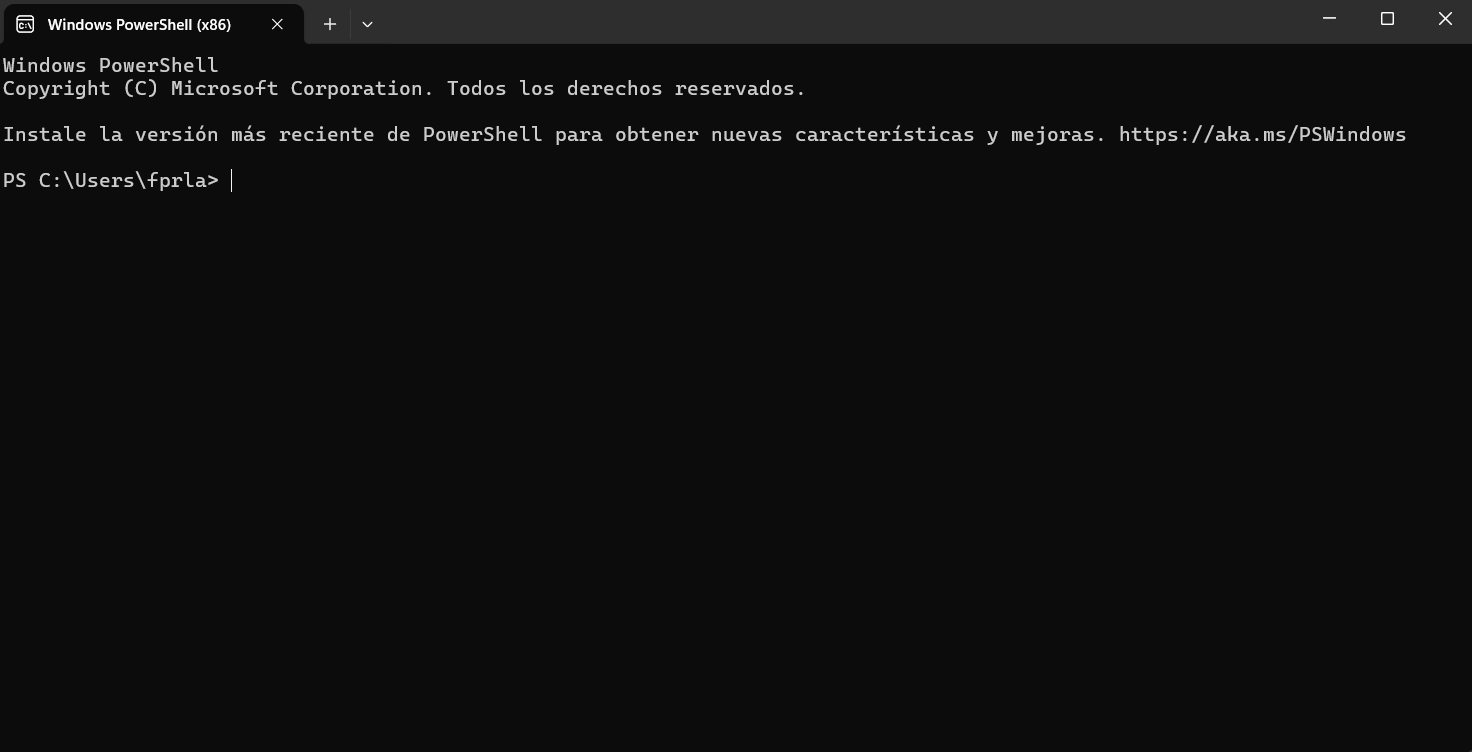 Windows PowerShell (x86)
Windows PowerShell
Copyright (C) Microsoft Corporation. Todos los derechos reservados.
Instale la versión más reciente de PowerShell para obtener nuevas características y mejoras. https://aka.ms/PSWindows
PS C:\Users\fprla>